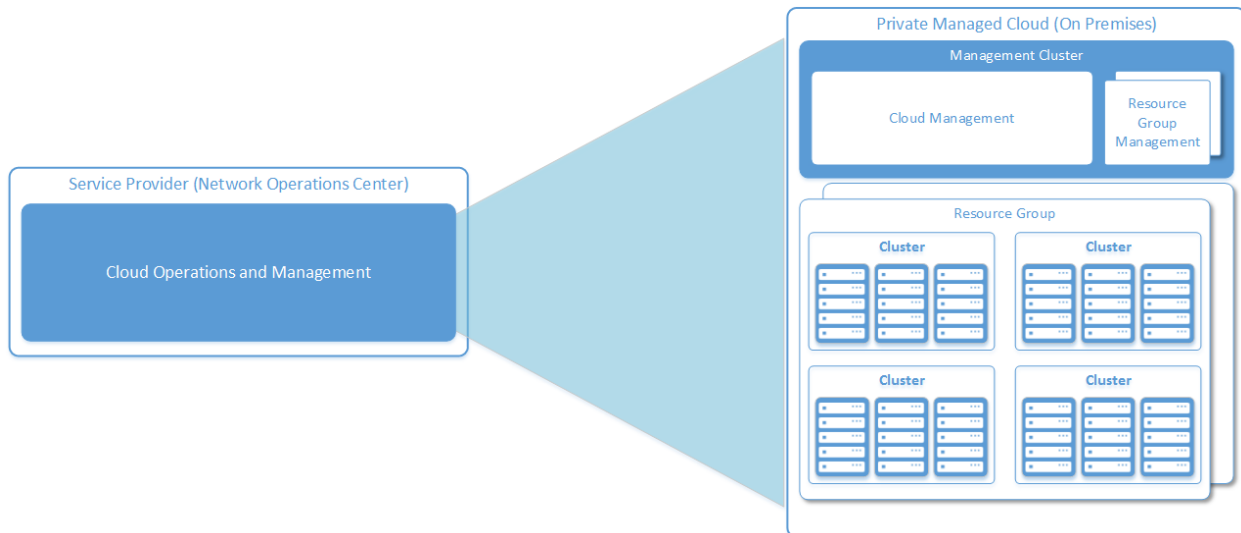 Private Managed Cloud (On Premises)
Management Cluster
Cloud Management
Resource
Group
Management
Service Provider (Network Operations Center)
Cloud Operations and Management
Resource Group
Cluster
Cluster
Cluster
Cluster